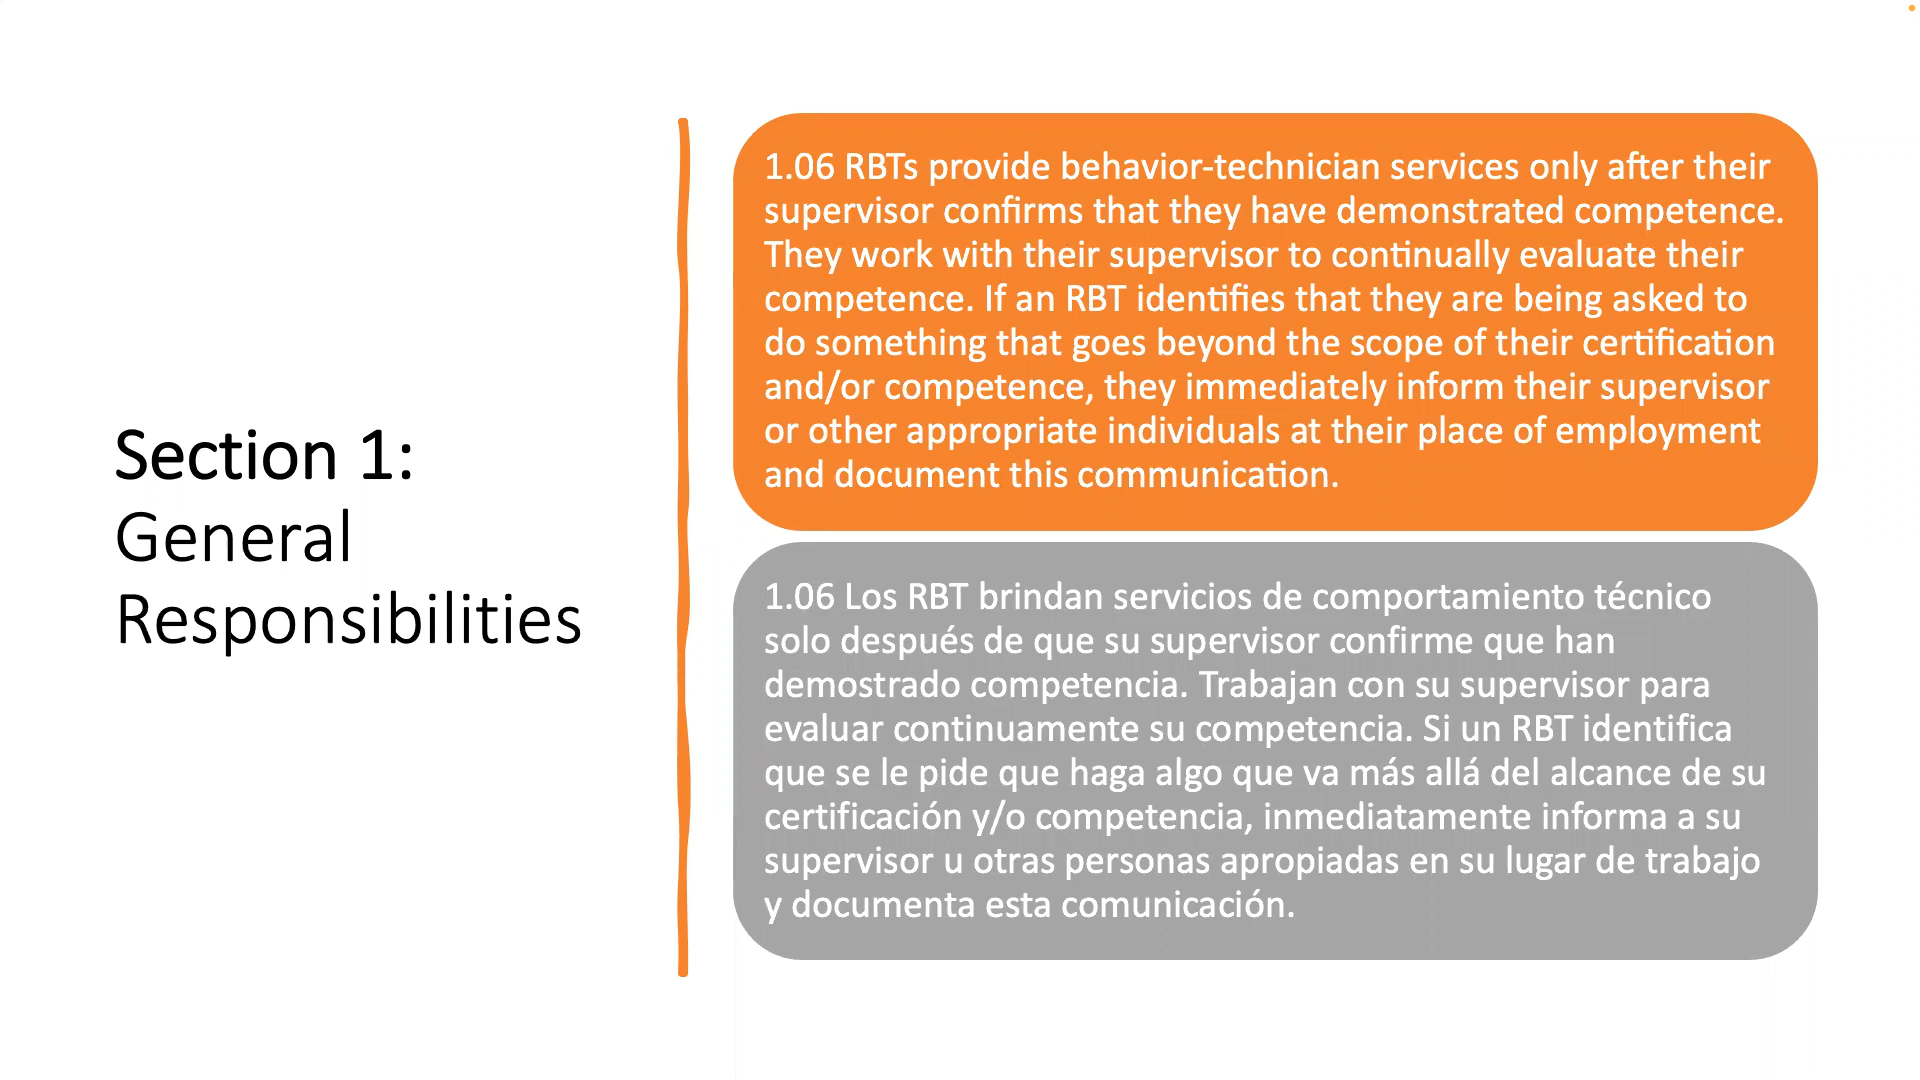 Section 1:
General
Responsibilities
1.06 RBTs provide behavior-technician services only after their
supervisor confirms that they have demonstrated competence.
They work with their supervisor to continually evaluate their
competence. If an RBT identifies that they are being asked to
do something that goes beyond the scope of their certification
and/or competence, they immediately inform their supervisor
or other appropriate individuals at their place of employment
and document this communication.
1.06 Los RBT brindan servicios de comportamiento técnico
solo después de que su supervisor confirme que han
demostrado competencia. Trabajan con su supervisor para
evaluar continuamente su competencia. Si un RBT identifica
que se le pide que haga algo que va más allá del alcance de su
certificación y/o competencia, inmediatamente informa a su
supervisor u otras personas apropiadas en su lugar de trabajo
y documenta esta comunicación.